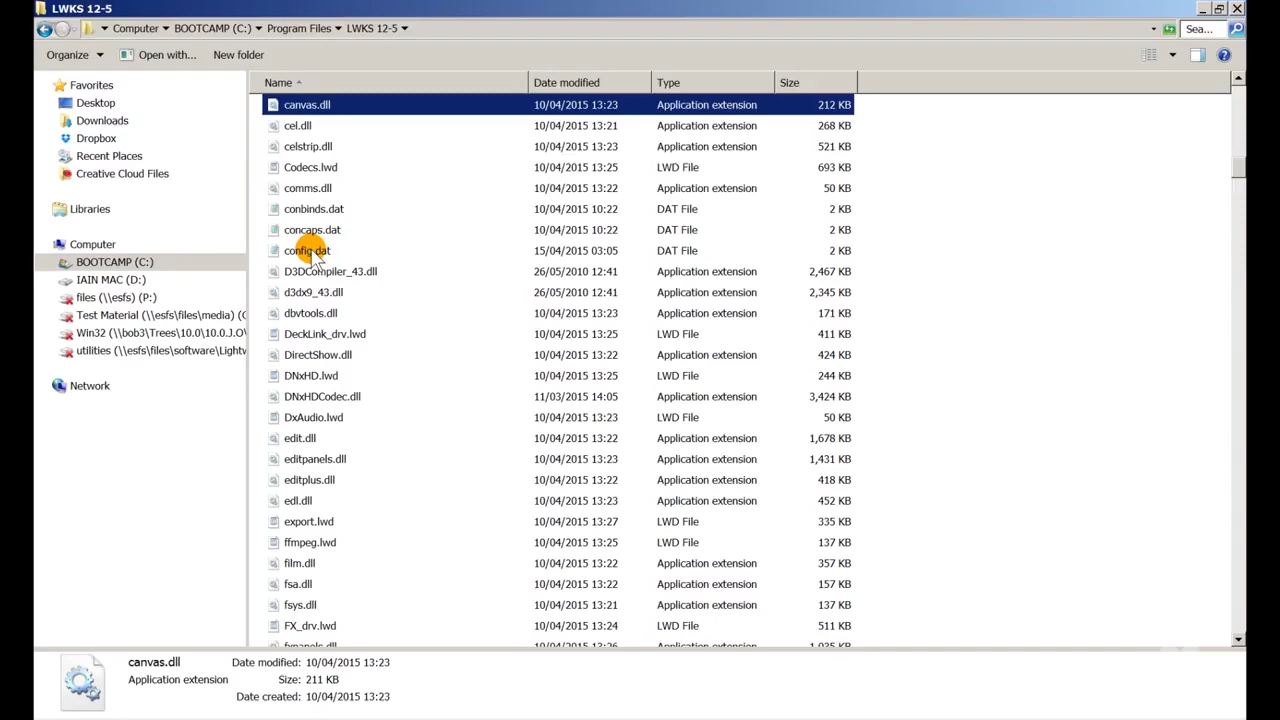 LWKS 12-5
Computer BOOTCAMP (C:) Program Files LWKS 12-5 Sea...
Organize Open with... New folder
Favorites
Desktop
Downloads
Dropbox
Recent Places
Creative Cloud Files
Libraries
Computer
BOOTCAMP (C:)
IAIN MAC (D:)
files (\\esfs) (P:)
Test Material (\\esfs\files\media) (
Win32 (\\bob3\Trees\10.0\10.0.J.O
utilities (\\esfs\files\software\Lightw
Network
Name Date modified Type Size
canvas.dll 10/04/2015 13:23 Application extension 212 KB
cel.dll 10/04/2015 13:21 Application extension 268 KB
celstrip.dll 10/04/2015 13:23 Application extension 521 KB
Codecs.lwd 10/04/2015 13:25 LWD File 693 KB
comms.dll 10/04/2015 13:22 Application extension 50 KB
conbinds.dat 10/04/2015 10:22 DAT File 2 KB
concaps.dat 10/04/2015 10:22 DAT File 2 KB
config.dat 15/04/2015 03:05 DAT File 2 KB
D3DCompiler_43.dll 26/05/2010 12:41 Application extension 2,467 KB
d3dx9_43.dll 26/05/2010 12:41 Application extension 2,345 KB
dbvtools.dll 10/04/2015 13:23 Application extension 171 KB
DeckLink_drv.lwd 10/04/2015 13:25 LWD File 411 KB
DirectShow.dll 10/04/2015 13:22 Application extension 424 KB
DNxHD.lwd 10/04/2015 13:25 LWD File 244 KB
DNxHDCodec.dll 11/03/2015 14:05 Application extension 3,424 KB
DxAudio.lwd 10/04/2015 13:23 LWD File 50 KB
edit.dll 10/04/2015 13:22 Application extension 1,678 KB
editpanels.dll 10/04/2015 13:22 Application extension 1,431 KB
editplus.dll 10/04/2015 13:22 Application extension 418 KB
edl.dll 10/04/2015 13:23 Application extension 452 KB
export.lwd 10/04/2015 13:27 LWD File 335 KB
ffmpeg.lwd 10/04/2015 13:25 LWD File 137 KB
film.dll 10/04/2015 13:22 Application extension 357 KB
fsa.dll 10/04/2015 13:22 Application extension 157 KB
fsys.dll 10/04/2015 13:21 Application extension 137 KB
FX_drv.lwd 10/04/2015 13:24 LWD File 511 KB
fxpanels.dll 10/04/2015 13:26 Application extension 1,035 KB
canvas.dll Date modified: 10/04/2015 13:23
Application extension Size: 211 KB
Date created: 10/04/2015 13:23